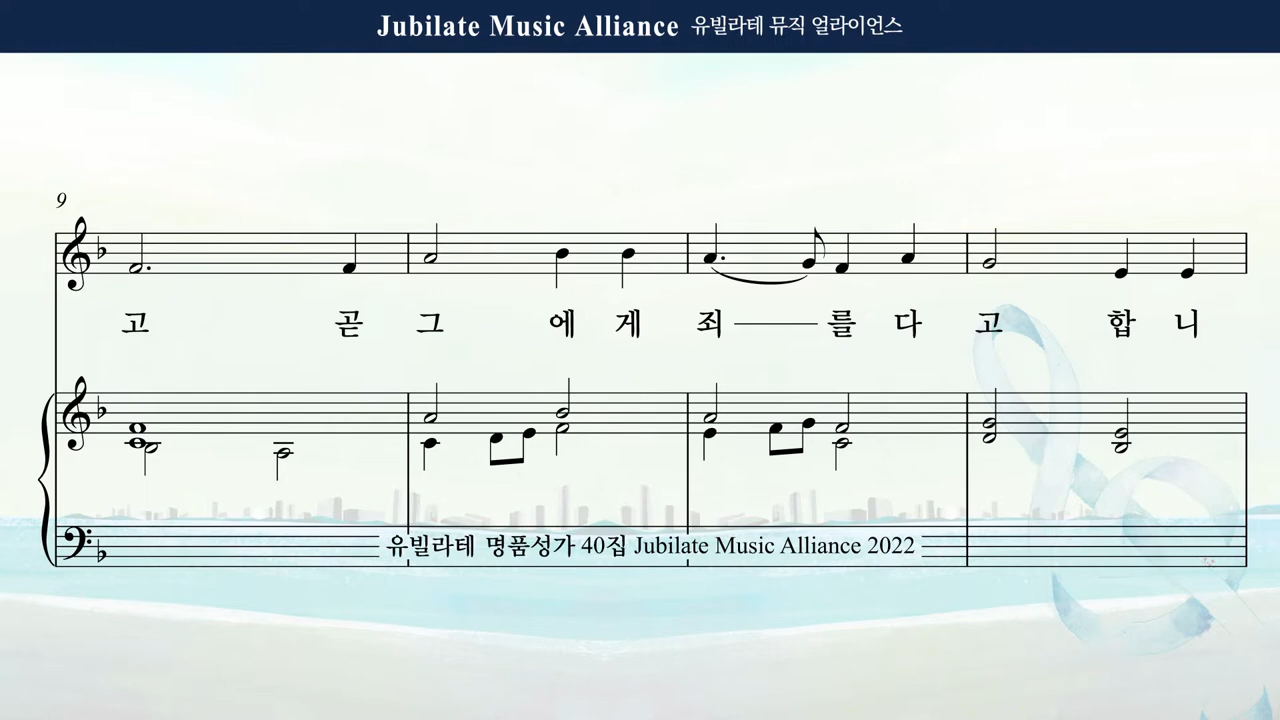 Jubilate Music Alliance 유빌라테 뮤직 얼라이언스
9
고 곧 그 에 게 죄 를 다 고 합 니
유빌라테 명품성가 40집 Jubilate Music Alliance 2022